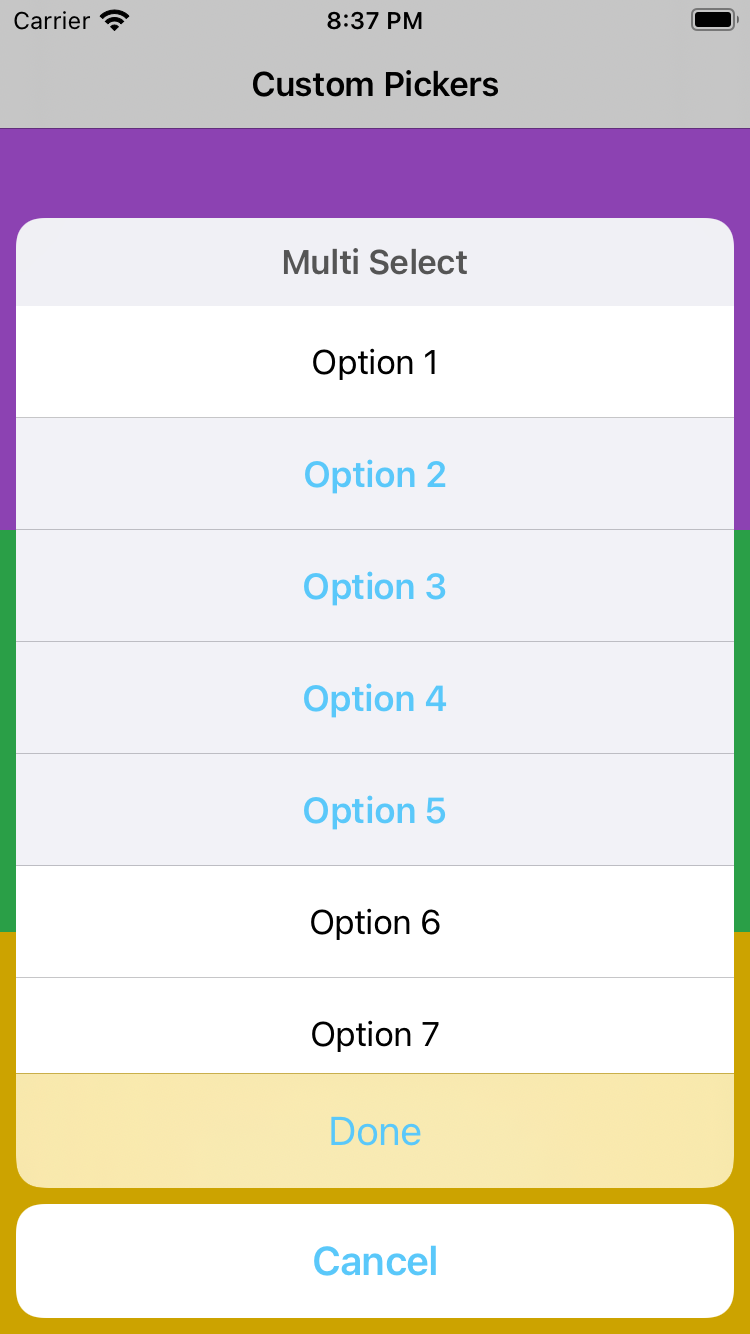 Carrier 8:37 PM
Custom Pickers
Multi Select
Option 1
Option 2
Option 3
Option 4
Option 5
Option 6
Option 7
Done
Cancel